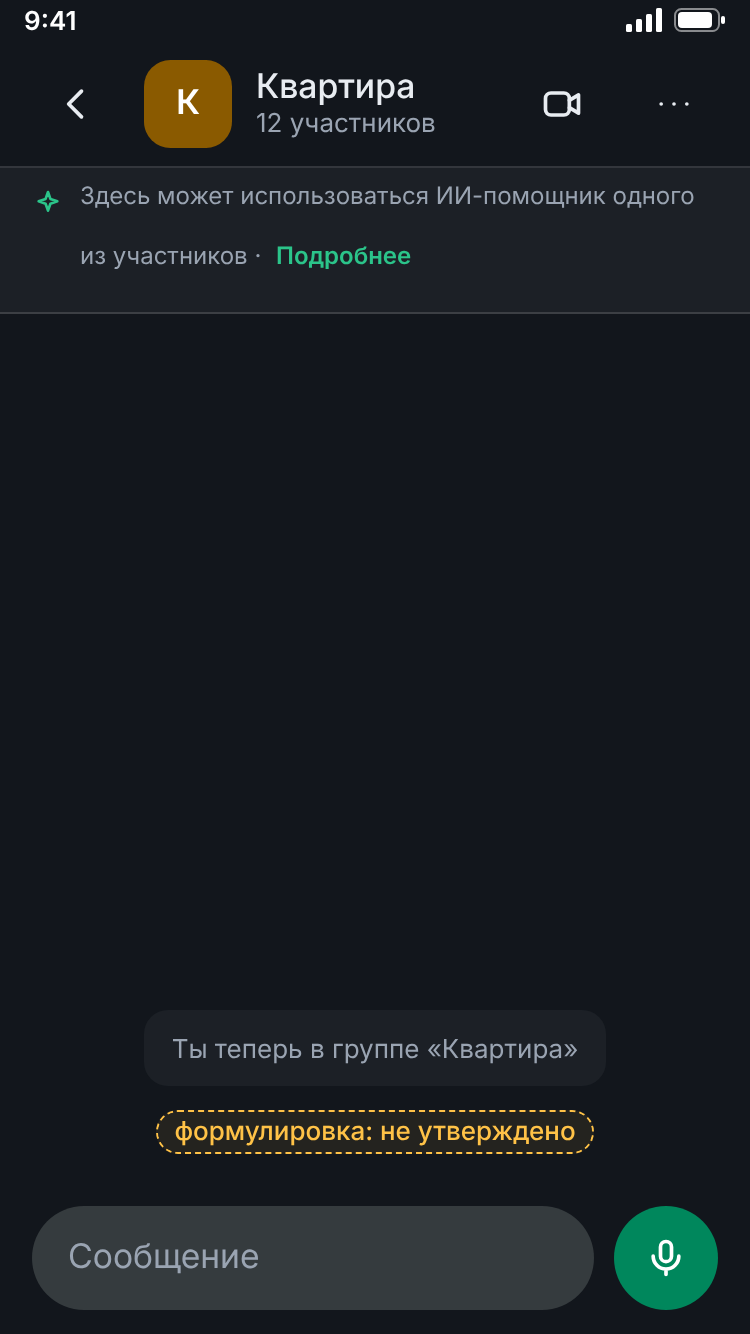 9:41
К
Квартира
12 участников
Здесь может использоваться ИИ-помощник одного
из участников · Подробнее
Ты теперь в группе «Квартира»
формулировка: не утверждено
Сообщение